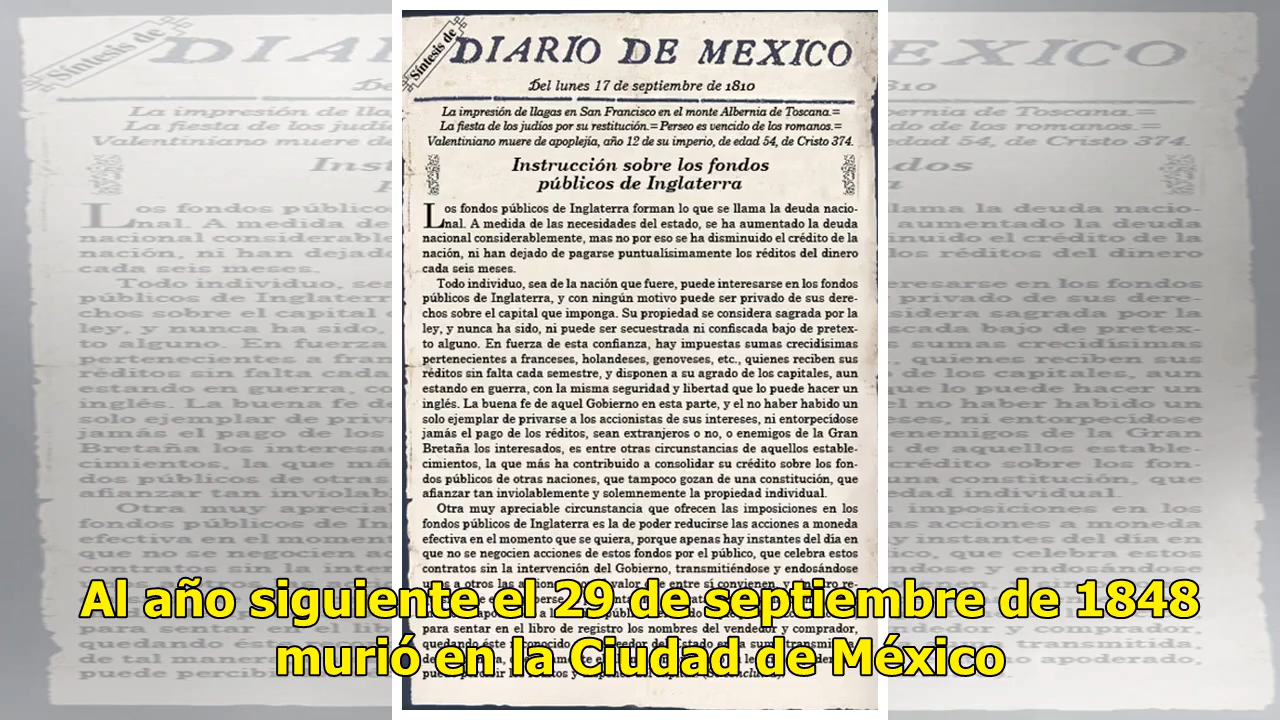 Síntesis de
DIARIO DE MEXICO
Del lunes 17 de septiembre de 1810
La impresión de llagas en San Francisco en el monte Albernia de Toscana.=
La fiesta de los judíos por su restitución.= Perseo es vencido de los romanos.=
Valentiniano muere de apoplejía, año 12 de su imperio, de edad 54, de Cristo 374.
Instrucción sobre los fondos
públicos de Inglaterra
Los fondos públicos de Inglaterra forman lo que se llama la deuda nacio-
nal. A medida de las necesidades del estado, se ha aumentado la deuda
nacional considerablemente, mas no por eso se ha disminuido el crédito de la
nación, ni han dejado de pagarse puntualísimamente los réditos del dinero
cada seis meses.
Todo individuo, sea de la nación que fuere, puede interesarse en los fondos
públicos de Inglaterra, y con ningún motivo puede ser privado de sus dere-
chos sobre el capital que imponga. Su propiedad se considera sagrada por la
ley, y nunca ha sido, ni puede ser secuestrada ni confiscada bajo de pretex-
to alguno. En fuerza de esta confianza, hay impuestas sumas crecidísimas
pertenecientes a franceses, holandeses, genoveses, etc., quienes reciben sus
réditos sin falta cada semestre, y disponen a su agrado de los capitales, aun
estando en guerra, con la misma seguridad y libertad que lo puede hacer un
inglés. La buena fe de aquel Gobierno en esta parte, y el no haber habido un
solo ejemplar de privarse a los accionistas de sus intereses, ni entorpecídose
jamás el pago de los réditos, sean extranjeros o no, o enemigos de la Gran
Bretaña los interesados, es entre otras circunstancias de aquellos estable-
cimientos, la que más ha contribuido a consolidar su crédito sobre los fon-
dos públicos de otras naciones, que tampoco gozan de una constitución, que
afianzar tan inviolablemente y solemnemente la propiedad individual.
Otra muy apreciable circunstancia que ofrecen las imposiciones en los
fondos públicos de Inglaterra es la de poder reducirse las acciones a moneda
efectiva en el momento que se quiera, porque apenas hay instantes del día en
que no se negocien acciones de estos fondos por el público, que celebra estos
contratos sin la intervención del Gobierno, transmitiéndose y endosándose
a otros las valor entre sí convienen, y
para sentar en el libro de registro los nombres del vendedor y comprador,
Al año siguiente el 29 de septiembre de 1848
murió en la Ciudad de México